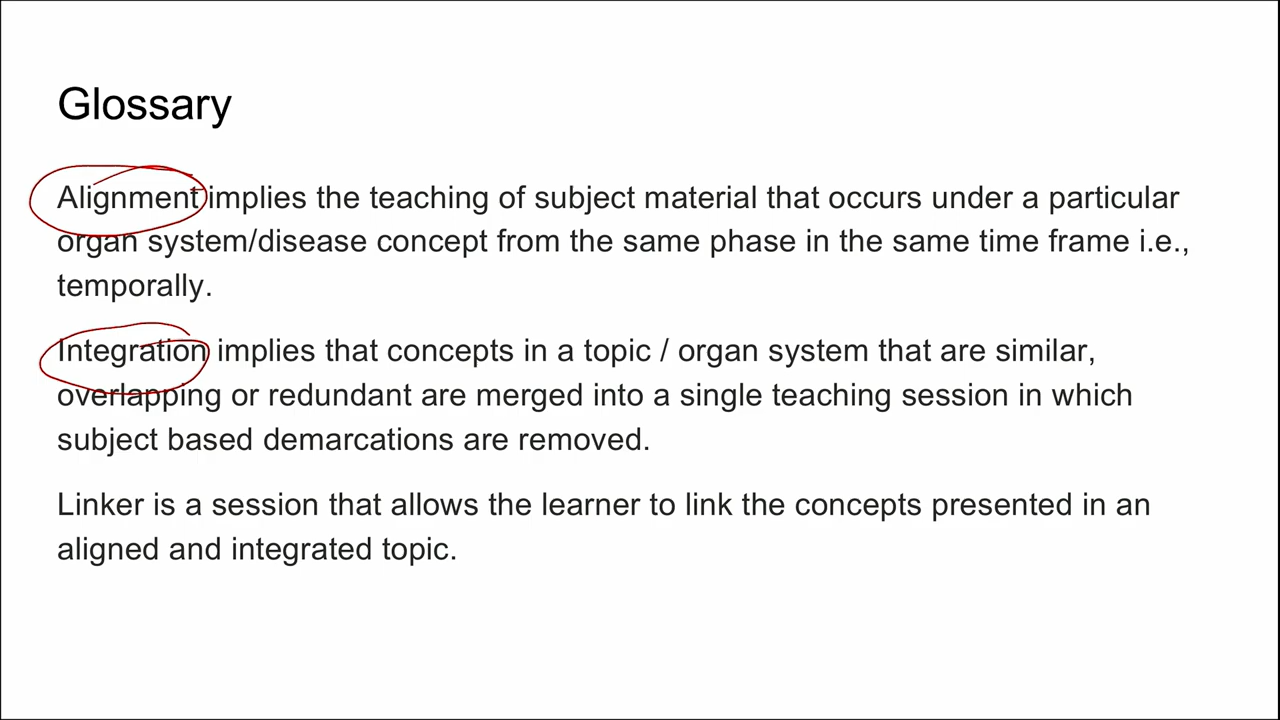 Glossary
Alignment implies the teaching of subject material that occurs under a particular
organ system/disease concept from the same phase in the same time frame i.e.,
temporally.
Integration implies that concepts in a topic / organ system that are similar,
overlapping or redundant are merged into a single teaching session in which
subject based demarcations are removed.
Linker is a session that allows the learner to link the concepts presented in an
aligned and integrated topic.